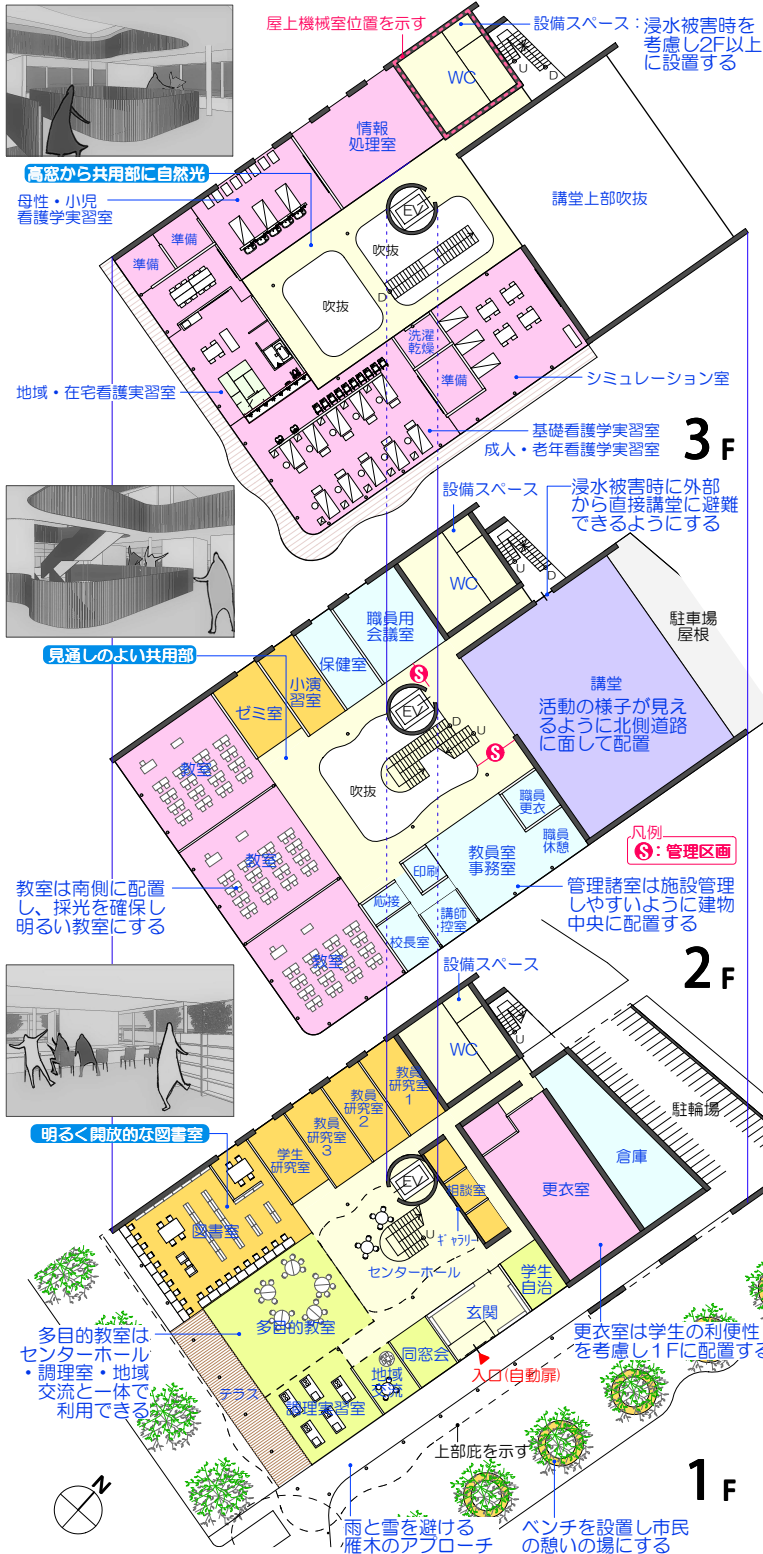 屋上機械室位置を示す
設備スペース：浸水被害時を
考慮し2F以上
に設置する
WC
U
D
情報
処理室
高窓から共用部に自然光
母性・小児
看護学実習室
講堂上部吹抜
EV
準備
準備
吹抜
吹抜
D
洗濯
乾燥
準備
地域・在宅看護実習室
シミュレーション室
基礎看護学実習室
成人・老年看護学実習室
3F
設備スペース
浸水被害時に外部
から直接講堂に避難
できるようにする
WC
U
D
職員用
会議室
駐車場
屋根
見通しのよい共用部
保健室
小演
習室
ゼミ室
S
EV
講堂
活動の様子が見え
るように北側道路
に面して配置
D
U
S
教室
吹抜
職員
更衣
職員
休憩
凡例
S：管理区画
教室
印刷
教員室
事務室
教室は南側に配置
し、採光を確保し
明るい教室にする
応接
講師
控室
校長室
管理諸室は施設管理
しやすいように建物
中央に配置する
教室
2F
設備スペース
U
WC
教員
研究室
1
教員
研究室
2
教員
研究室
3
学生
研究室
駐輪場
明るく開放的な図書室
倉庫
EV
相談室
更衣室
図書室
U
ギャラリー
センターホール
学生
自治
玄関
多目的教室
多目的教室は
センターホール
・調理室・地域
交流と一体で
利用できる
同窓会
地域
交流
入口(自動扉)
更衣室は学生の利便性
を考慮し1Fに配置する
テラス
調理実習室
上部庇を示す
N
1F
雨と雪を避ける
雁木のアプローチ
ベンチを設置し市民
の憩いの場にする